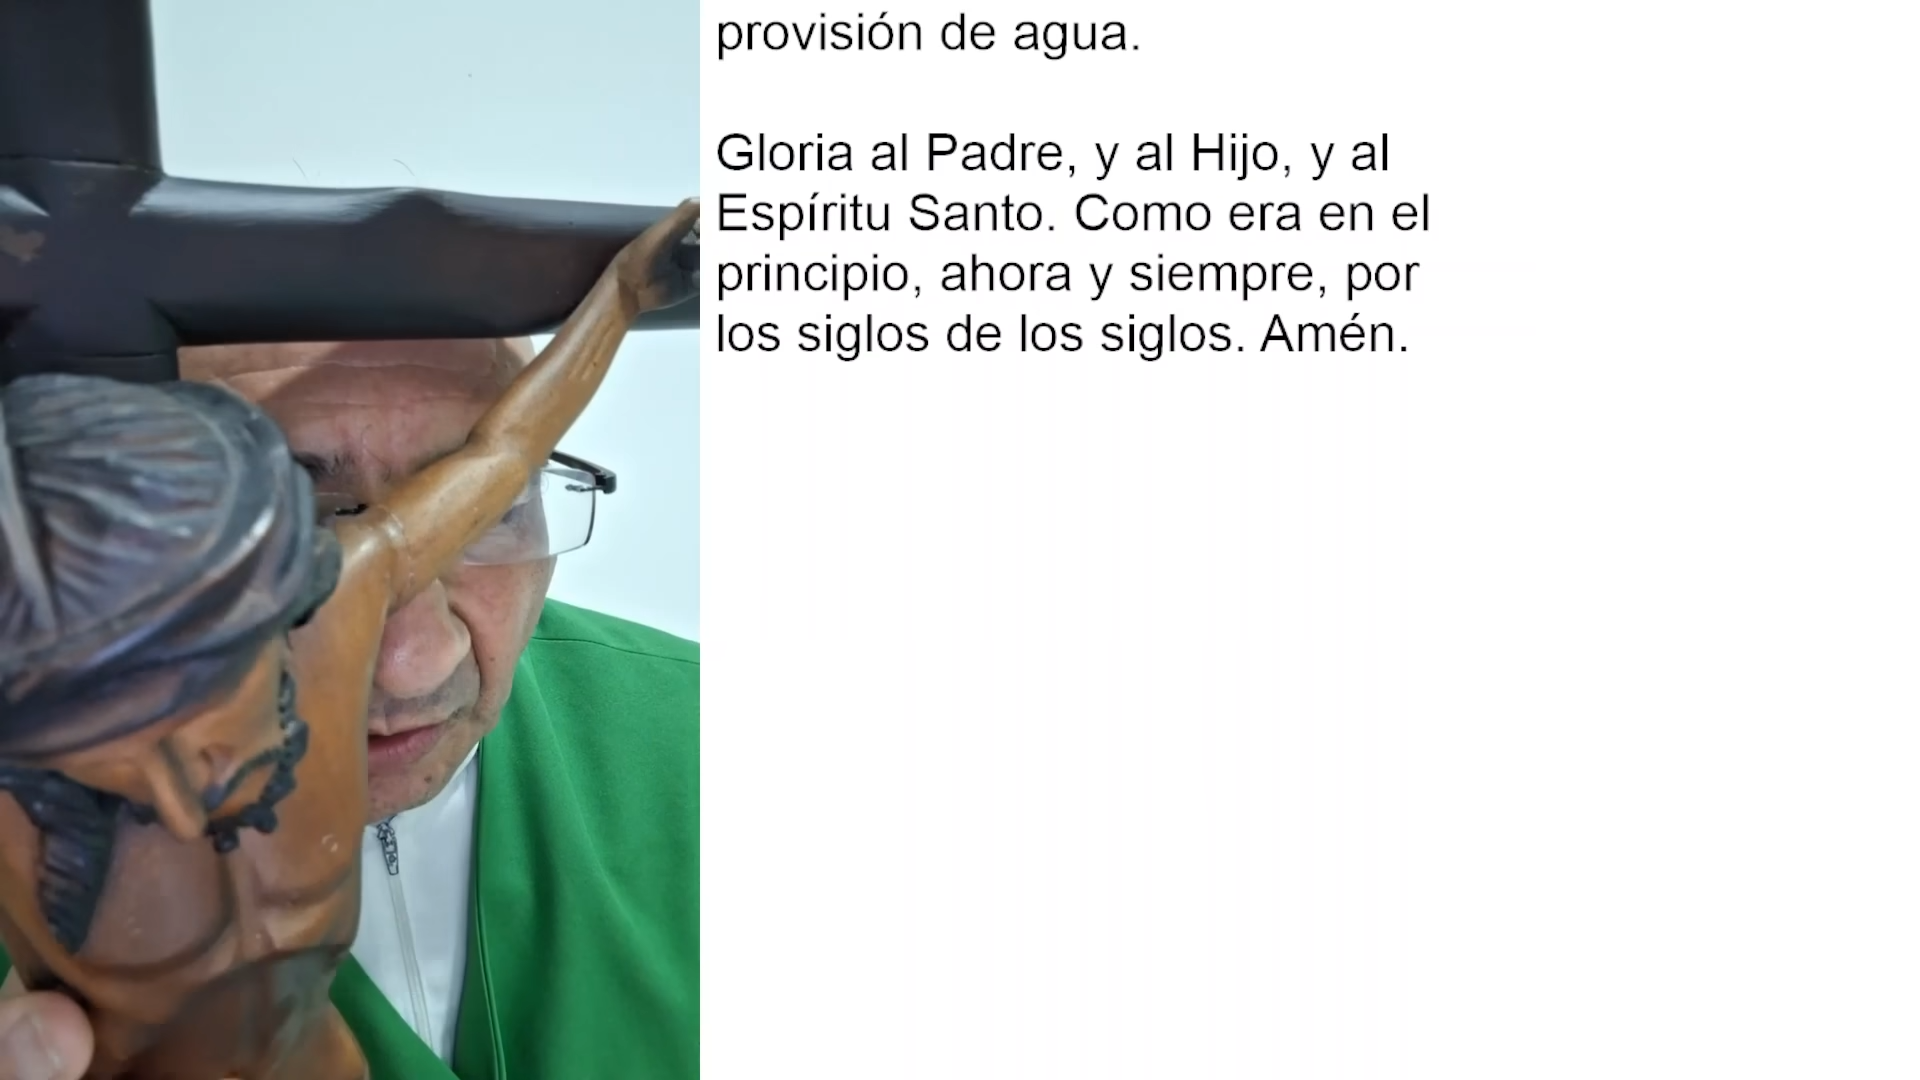 provisión de agua.
Gloria al Padre, y al Hijo, y al
Espíritu Santo. Como era en el
principio, ahora y siempre, por
los siglos de los siglos. Amén.